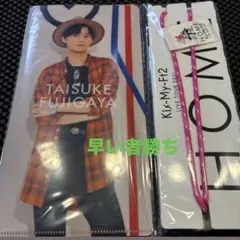 TAISUKE
FUJIGAYA
早い者勝ち
Kis-My-Ft2
HOME